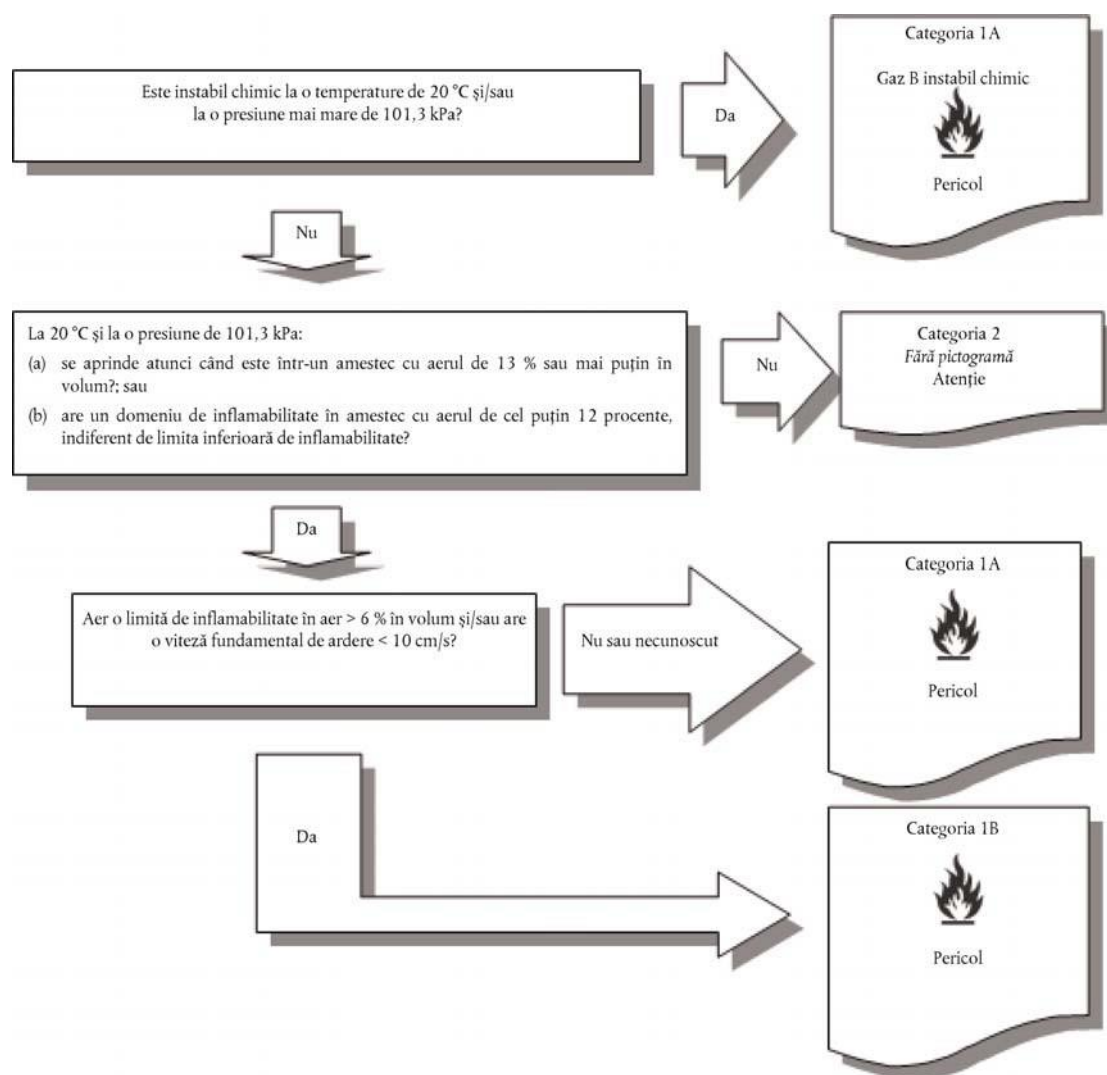 Categoria 1A
Gaz B instabil chimic
Pericol
Este instabil chimic la o temperature de 20 °C și/sau
la o presiune mai mare de 101,3 kPa?
Da
Nu
La 20 °C și la o presiune de 101,3 kPa:
(a) se aprinde atunci când este într-un amestec cu aerul de 13 % sau mai puțin în
volum?; sau
(b) are un domeniu de inflamabilitate în amestec cu aerul de cel puțin 12 procente,
indiferent de limita inferioară de inflamabilitate?
Nu
Categoria 2
Fără pictogramă
Atenție
Da
Aer o limită de inflamabilitate în aer > 6 % în volum și/sau are
o viteză fundamental de ardere < 10 cm/s?
Nu sau necunoscut
Categoria 1A
Pericol
Da
Categoria 1B
Pericol